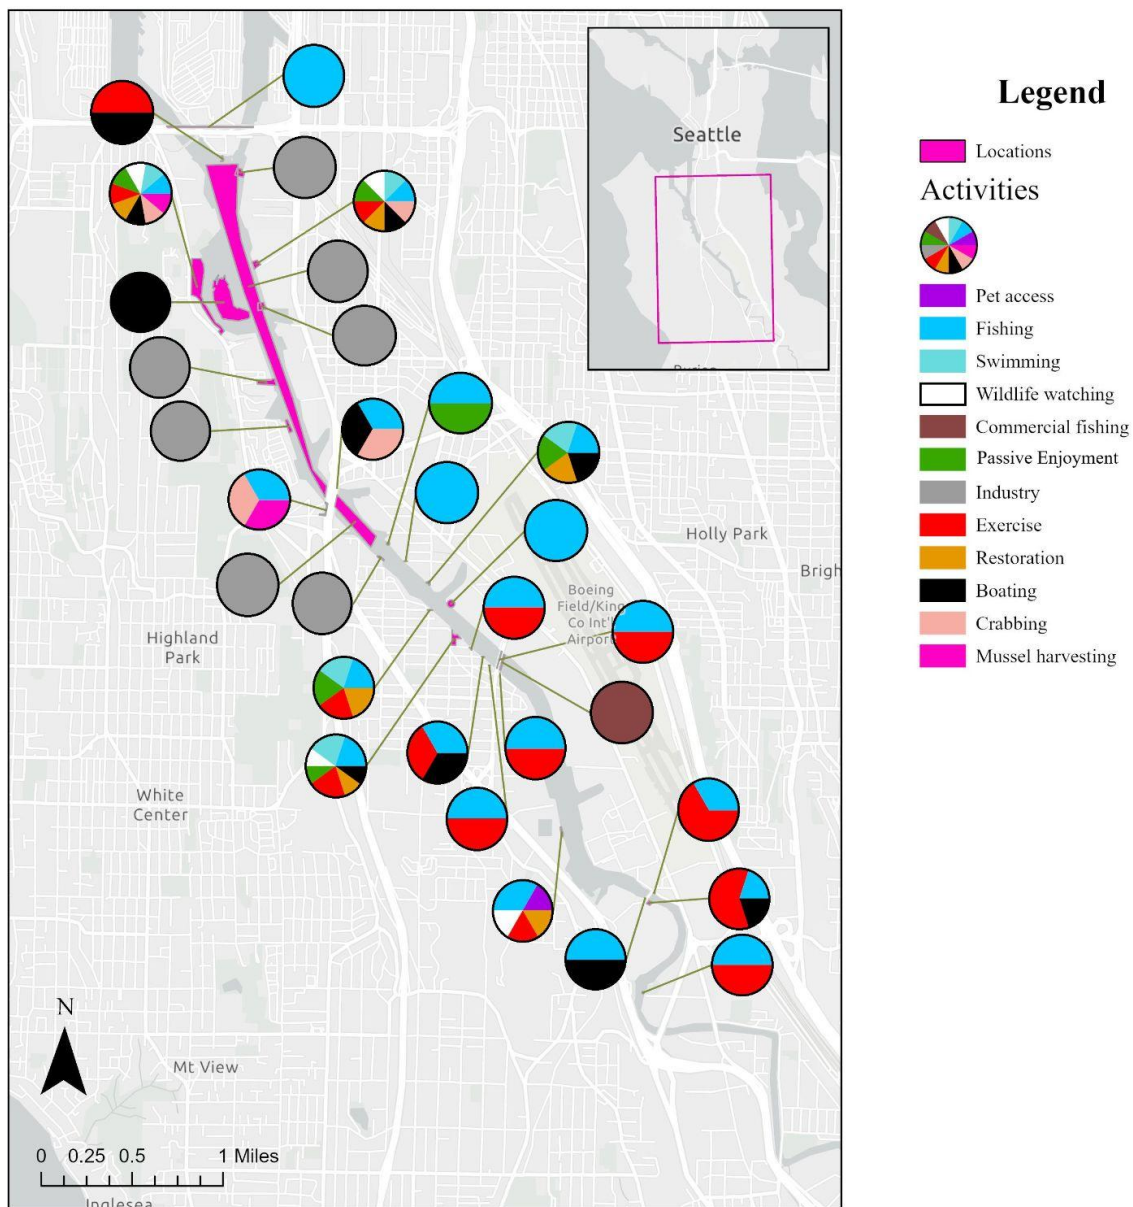 Seattle
Legend
Locations
Activities
Pet access
Fishing
Swimming
Wildlife watching
Commercial fishing
Passive Enjoyment
Industry
Exercise
Restoration
Boating
Crabbing
Mussel harvesting
Holly Park
Brigh
Boeing
Field/King
Co Int'l
Airport
Highland
Park
White
Center
N
Mt View
0 0.25 0.5 1 Miles
Inglesea